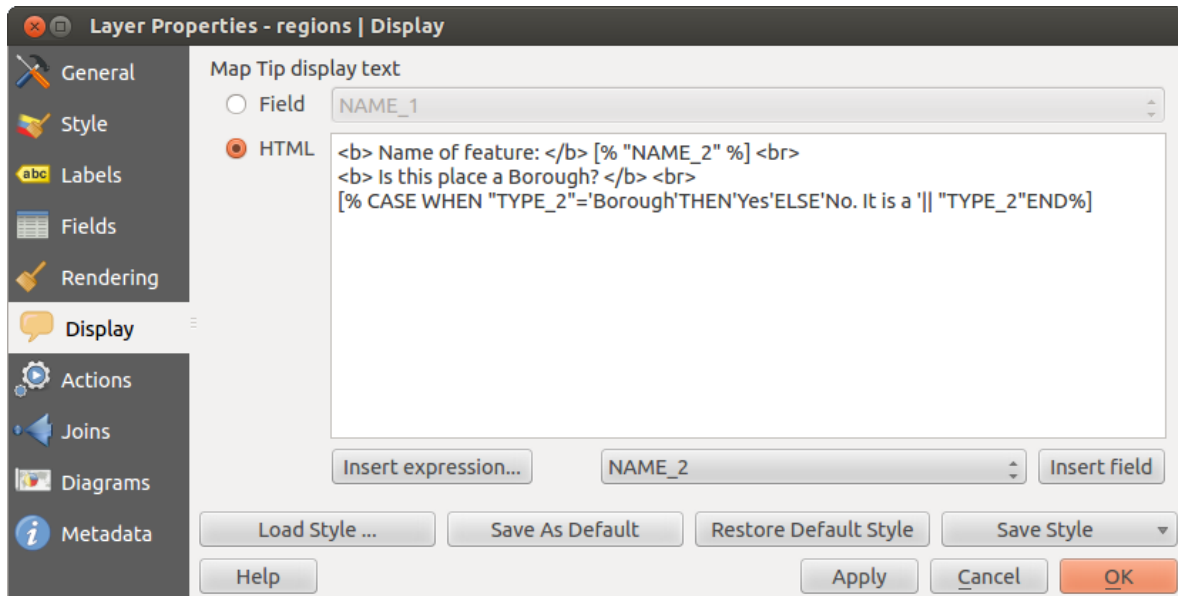 Layer Properties - regions | Display
General
Style
abc Labels
Fields
Rendering
Display
Actions
Joins
Diagrams
Metadata
Map Tip display text
Field NAME_1
HTML
<b> Name of feature: </b> [% "NAME_2" %] <br>
<b> Is this place a Borough? </b> <br>
[% CASE WHEN "TYPE_2"='Borough'THEN'Yes'ELSE'No. It is a '|| "TYPE_2"END%]
Insert expression... NAME_2 Insert field
Load Style ... Save As Default Restore Default Style Save Style
Help Apply Cancel OK